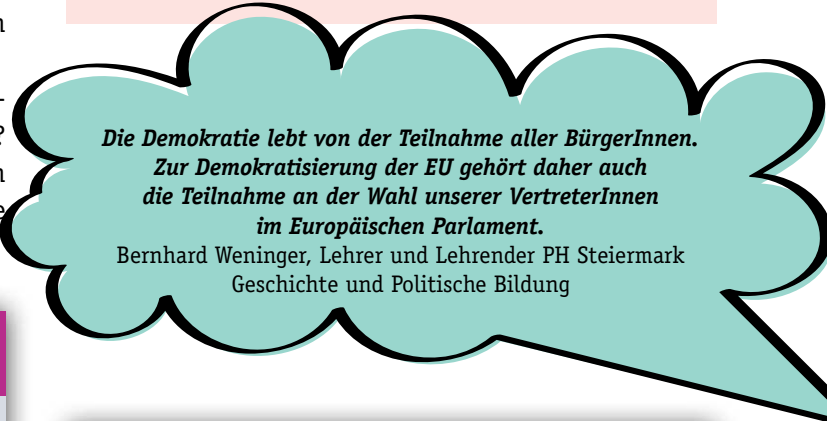 Die Demokratie lebt von der Teilnahme aller BürgerInnen.
Zur Demokratisierung der EU gehört daher auch
die Teilnahme an der Wahl unserer VertreterInnen
im Europäischen Parlament.
Bernhard Weninger, Lehrer und Lehrender PH Steiermark
Geschichte und Politische Bildung